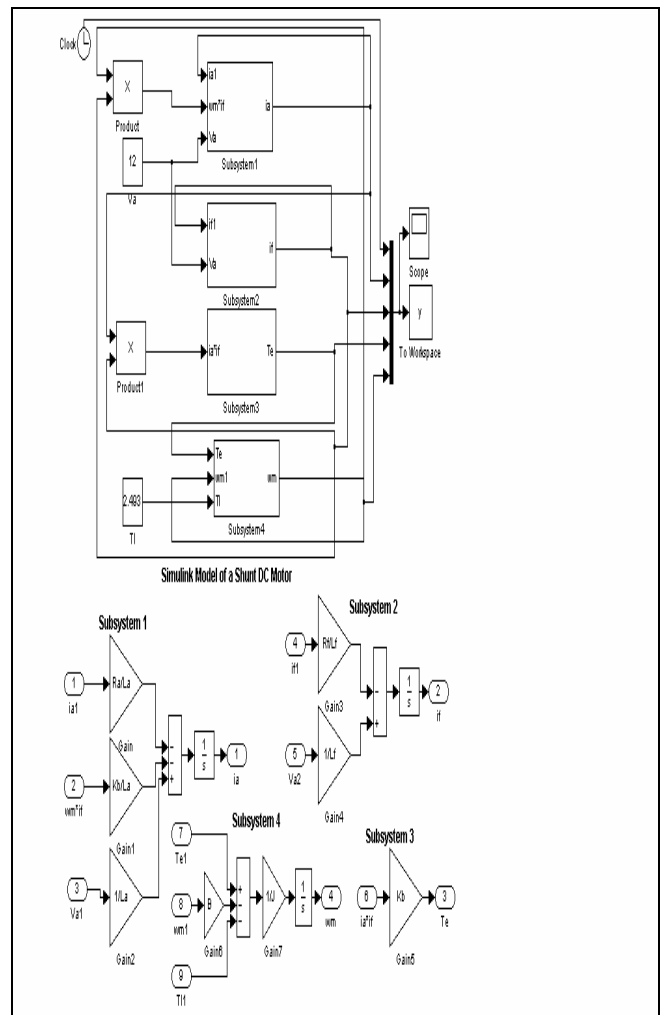 Clock
X
Product
ia1
wm*if
Va
ia
Subsystem1
12
Va
if1
Va
if
Subsystem2
Scope
y
To Workspace
X
Product1
ia*if
Te
Subsystem3
Te
wm1
Tl
wm
Subsystem4
2.493
Tl
Simulink Model of a Shunt DC Motor
Subsystem 1
1
ia1
Ra/La
Gain
2
wm*if
Kb/La
Gain1
3
Va1
1/La
Gain2
-
-
+
1
s
1
ia
Subsystem 2
4
if1
Rf/Lf
Gain3
5
Va2
1/Lf
Gain4
-
+
1
s
2
if
Subsystem 4
7
Te1
8
wm1
B
Gain6
9
Tl1
+
-
-
1/J
Gain7
1
s
4
wm
Subsystem 3
6
ia*if
Kb
Gain5
3
Te